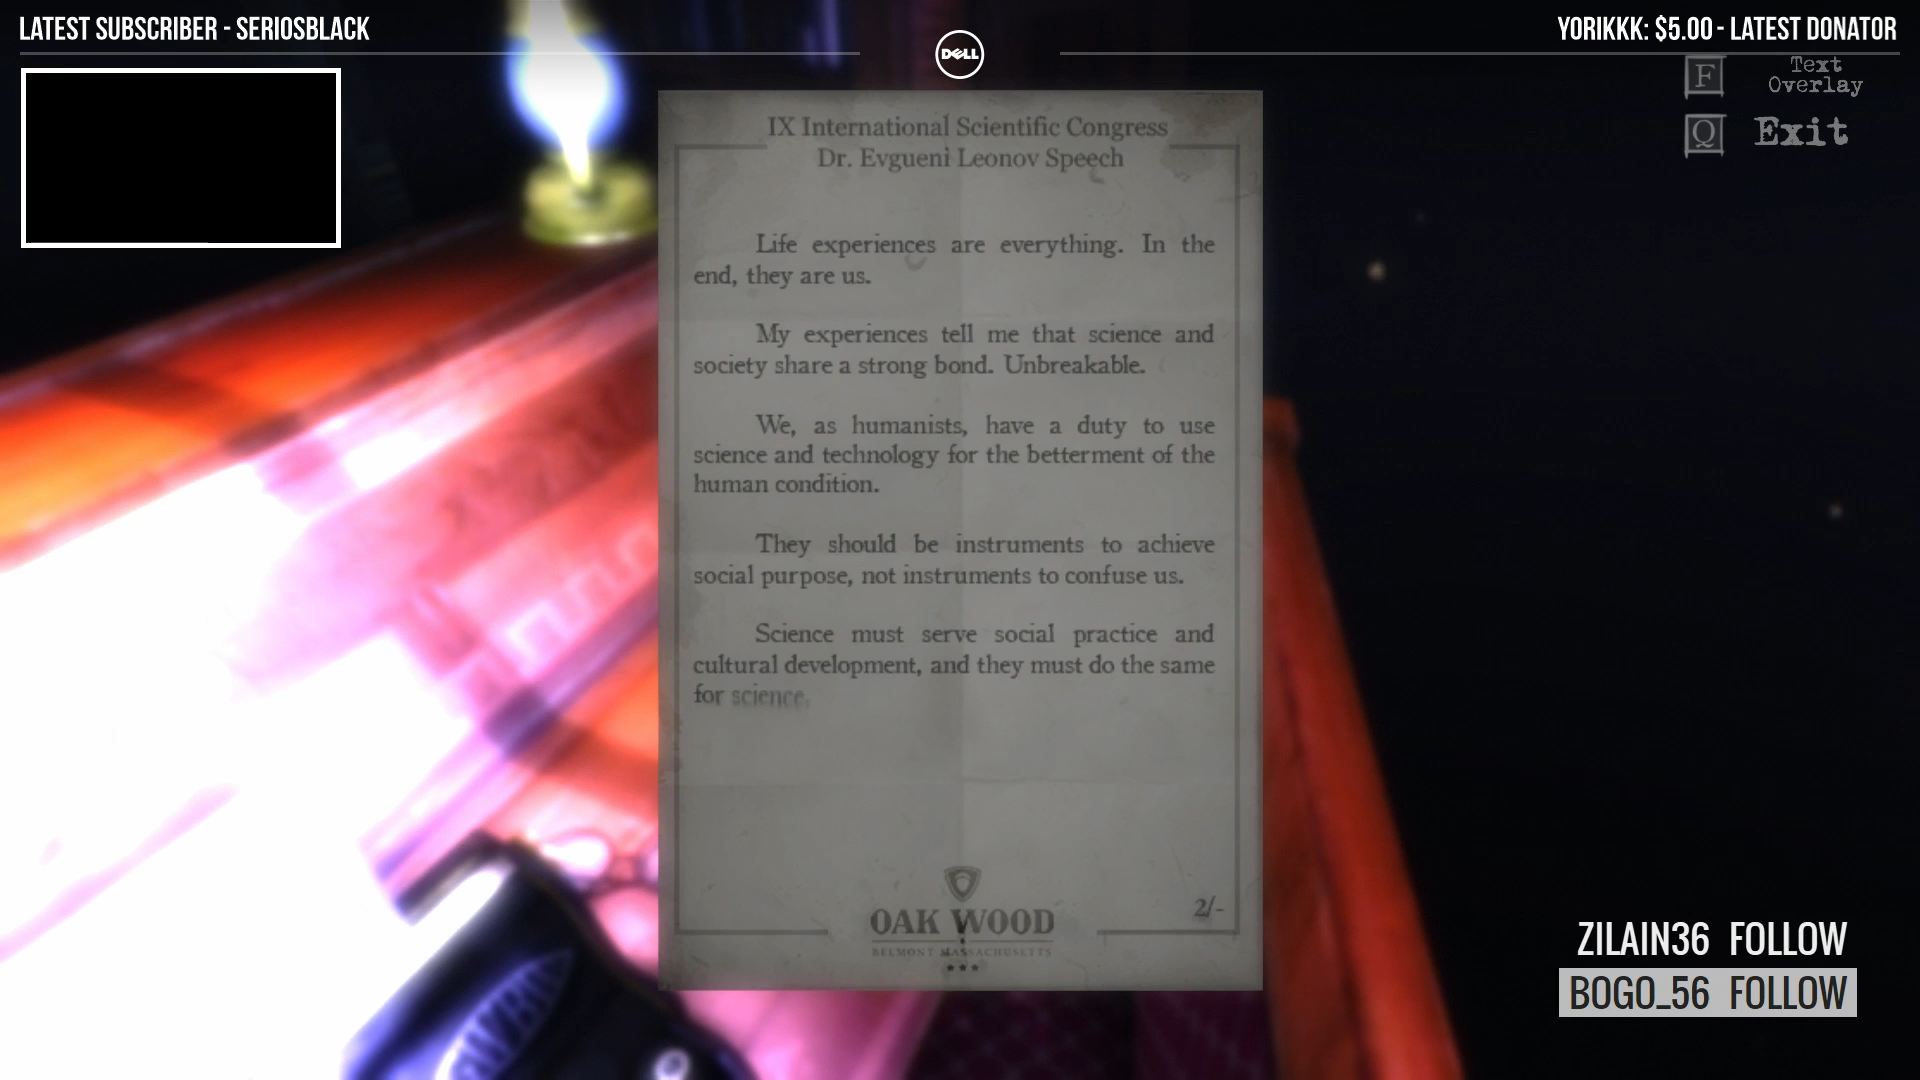 LATEST SUBSCRIBER - SERIOSBLACK
DELL
YORIKKK: $5.00 - LATEST DONATOR
F Text Overlay
Q Exit
IX International Scientific Congress
Dr. Evgueni Leonov Speech
Life experiences are everything. In the
end, they are us.
My experiences tell me that science and
society share a strong bond. Unbreakable.
We, as humanists, have a duty to use
science and technology for the betterment of the
human condition.
They should be instruments to achieve
social purpose, not instruments to confuse us.
Science must serve social practice and
cultural development, and they must do the same
for science.
2/-
OAK WOOD
BELMONT MASSACHUSETTS
ZILAIN36 FOLLOW
BOGO_56 FOLLOW